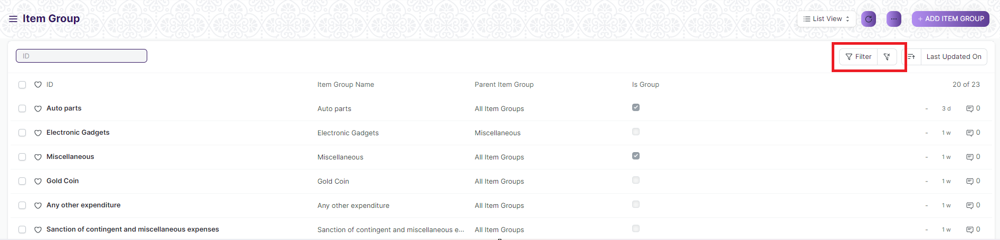 Item Group
List View
+ ADD ITEM GROUP
ID
Filter
Last Updated On
ID Item Group Name Parent Item Group Is Group 20 of 23
Auto parts Auto parts All Item Groups - 3 d 0
Electronic Gadgets Electronic Gadgets Miscellaneous - 1 w 0
Miscellaneous Miscellaneous All Item Groups - 1 w 0
Gold Coin Gold Coin All Item Groups - 1 w 0
Any other expenditure Any other expenditure All Item Groups - 1 w 0
Sanction of contingent and miscellaneous expenses Sanction of contingent and miscellaneous e... All Item Groups - 1 w 0